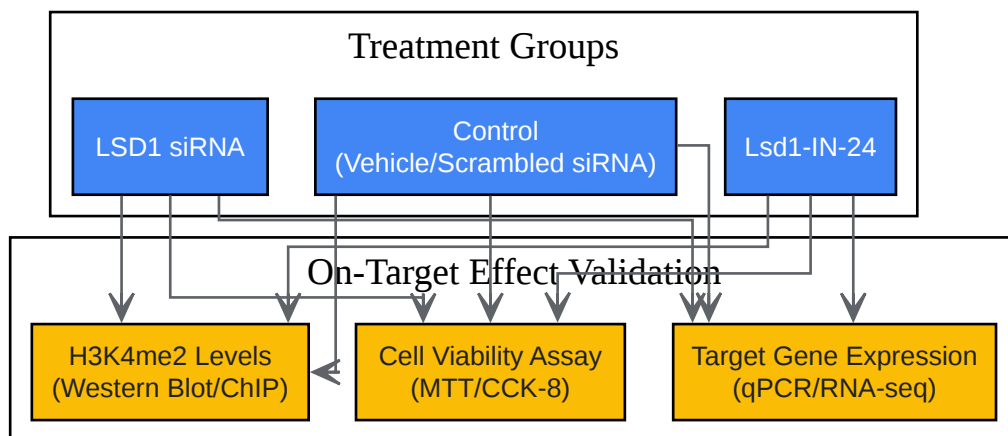 Treatment Groups
LSD1 siRNA
Control
(Vehicle/Scrambled siRNA)
Lsd1-IN-24
On-Target Effect Validation
H3K4me2 Levels
(Western Blot/ChIP)
Cell Viability Assay
(MTT/CCK-8)
Target Gene Expression
(qPCR/RNA-seq)